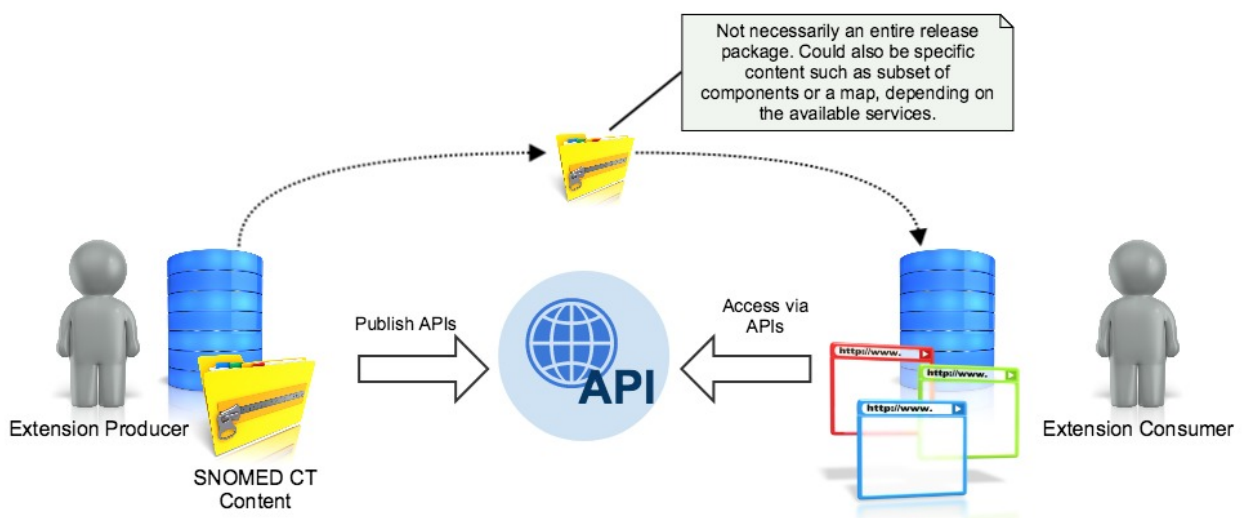 Not necessarily an entire release
package. Could also be specific
content such as subset of
components or a map, depending on
the available services.
Publish APIs
Access via
APIs
API
http://www.
http://www.
http://www.
Extension Producer
Extension Consumer
SNOMED CT
Content